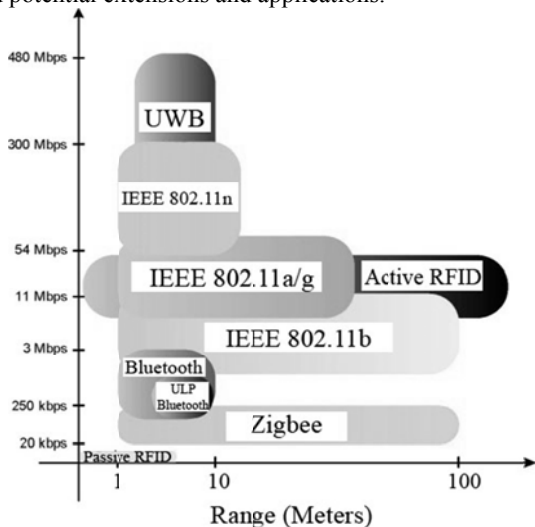 potential extensions and applications.
480 Mbps
UWB
300 Mbps
IEEE 802.11n
54 Mbps
IEEE 802.11a/g
Active RFID
11 Mbps
IEEE 802.11b
3 Mbps
Bluetooth
ULP
Bluetooth
250 kbps
Zigbee
20 kbps
Passive RFID
1 10 100
Range (Meters)